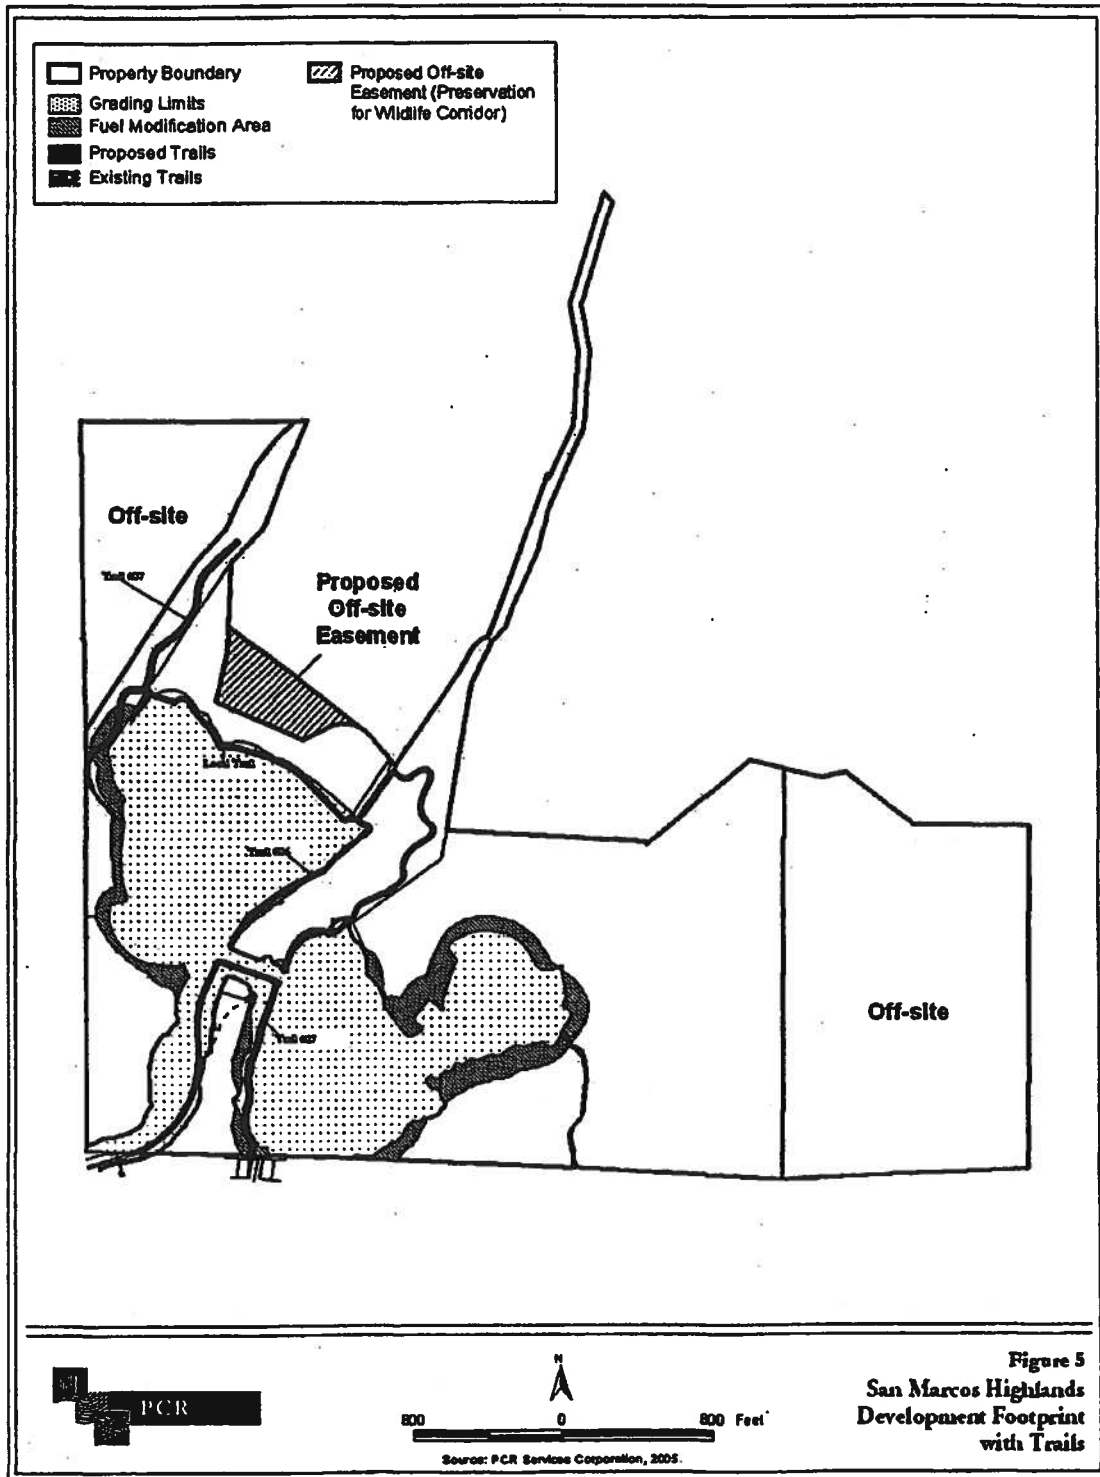 Property Boundary
Grading Limits
Fuel Modification Area
Proposed Trails
Existing Trails
Proposed Off-site
Easement (Preservation
for Wildlife Corridor)
Off-site
Proposed
Off-site
Easement
Local Trail
Off-site
PCR
N
800 0 800 Feet
Source: PCR Services Corporation, 2005.
Figure 5
San Marcos Highlands
Development Footprint
with Trails